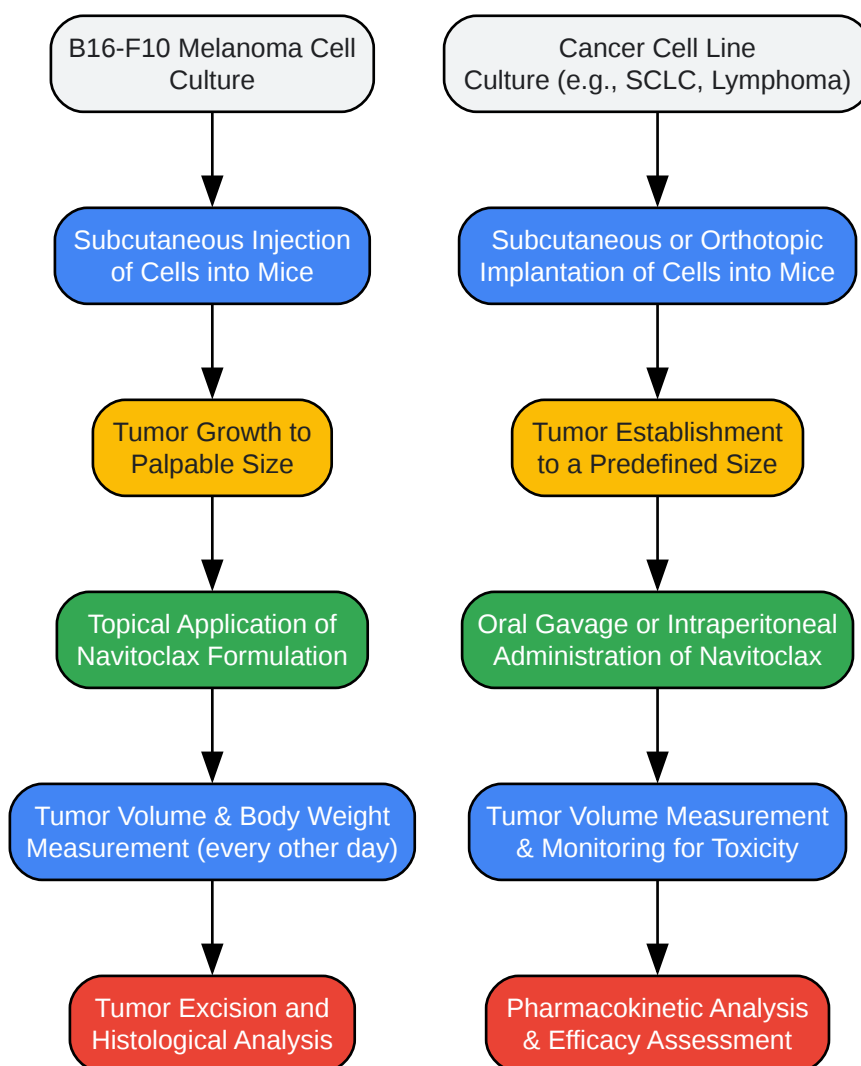 B16-F10 Melanoma Cell
Culture
Subcutaneous Injection
of Cells into Mice
Tumor Growth to
Palpable Size
Topical Application of
Navitoclax Formulation
Tumor Volume & Body Weight
Measurement (every other day)
Tumor Excision and
Histological Analysis
Cancer Cell Line
Culture (e.g., SCLC, Lymphoma)
Subcutaneous or Orthotopic
Implantation of Cells into Mice
Tumor Establishment
to a Predefined Size
Oral Gavage or Intraperitoneal
Administration of Navitoclax
Tumor Volume Measurement
& Monitoring for Toxicity
Pharmacokinetic Analysis
& Efficacy Assessment